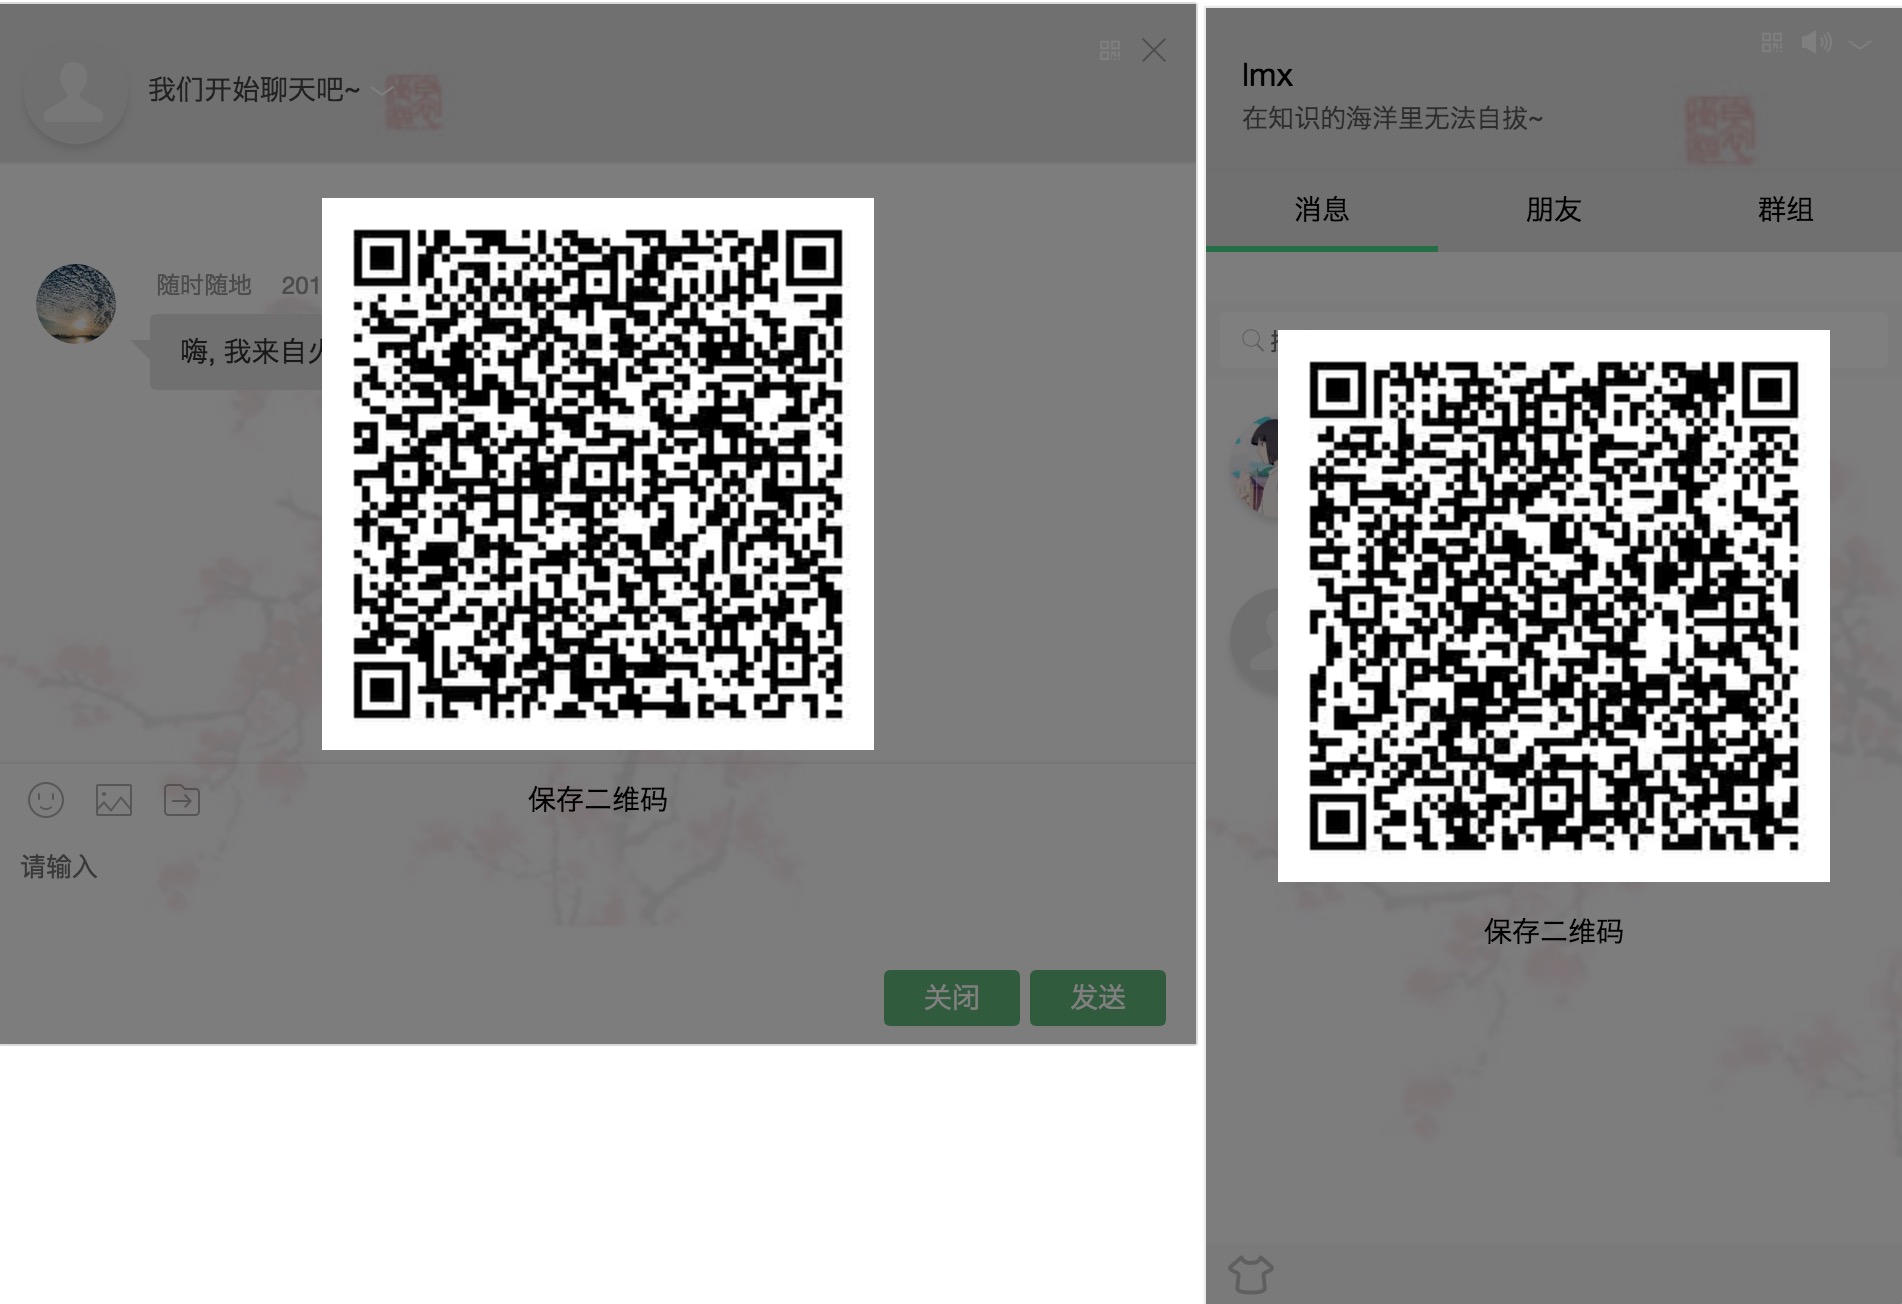 我们开始聊天吧~
随时随地 201
嗨, 我来自火
保存二维码
请输入
关闭
发送
lmx
在知识的海洋里无法自拔~
消息
朋友
群组
保存二维码